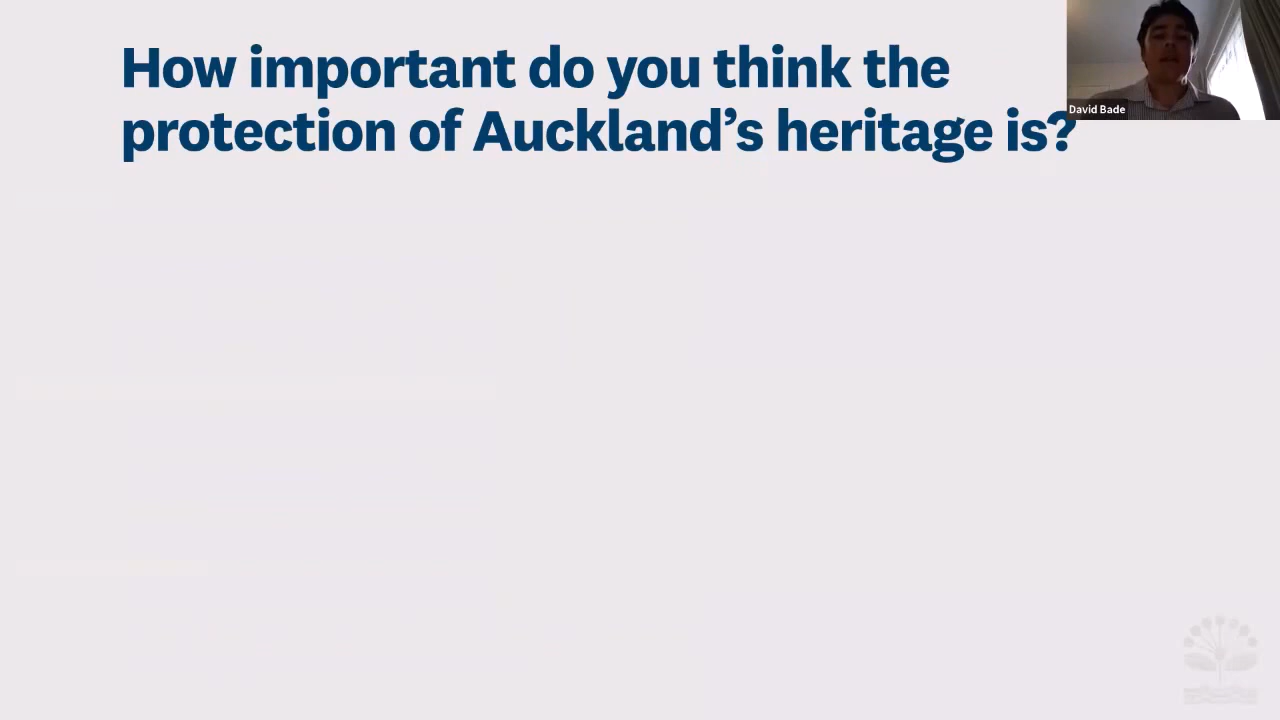 How important do you think the
protection of Auckland's heritage is?
David Bade